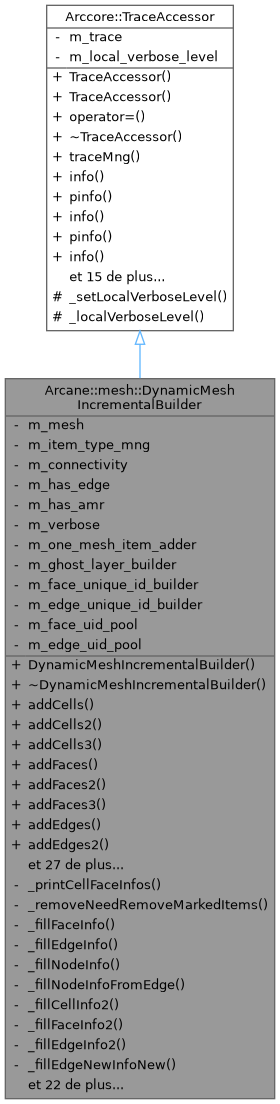 Arccore::TraceAccessor
- m_trace
- m_local_verbose_level
+ TraceAccessor()
+ TraceAccessor()
+ operator=()
+ ~TraceAccessor()
+ traceMng()
+ info()
+ pinfo()
+ info()
+ pinfo()
+ info()
et 15 de plus...
# _setLocalVerboseLevel()
# _localVerboseLevel()
Arcane::mesh::DynamicMesh
IncrementalBuilder
- m_mesh
- m_item_type_mng
- m_connectivity
- m_has_edge
- m_has_amr
- m_verbose
- m_one_mesh_item_adder
- m_ghost_layer_builder
- m_face_unique_id_builder
- m_edge_unique_id_builder
- m_face_uid_pool
- m_edge_uid_pool
+ DynamicMeshIncrementalBuilder()
+ ~DynamicMeshIncrementalBuilder()
+ addCells()
+ addCells2()
+ addCells3()
+ addFaces()
+ addFaces2()
+ addFaces3()
+ addEdges()
+ addEdges2()
et 27 de plus...
- _printCellFaceInfos()
- _removeNeedRemoveMarkedItems()
- _fillFaceInfo()
- _fillEdgeInfo()
- _fillNodeInfo()
- _fillNodeInfoFromEdge()
- _fillCellInfo2()
- _fillFaceInfo2()
- _fillEdgeInfo2()
- _fillEdgeNewInfoNew()
et 22 de plus...